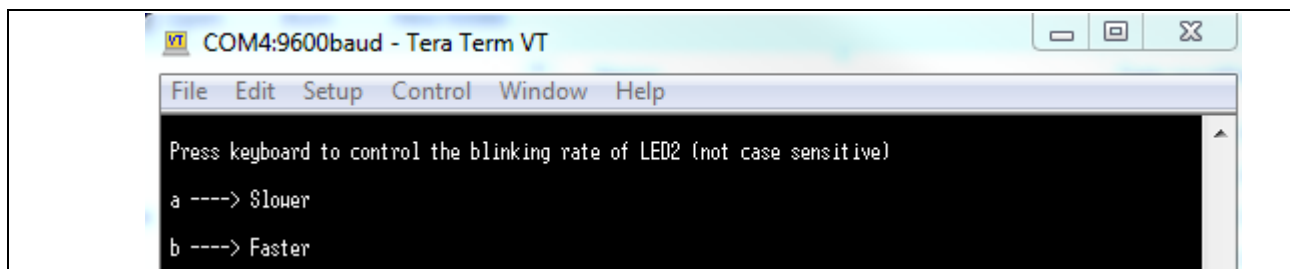 VT COM4:9600baud - Tera Term VT
File Edit Setup Control Window Help
Press keyboard to control the blinking rate of LED2 (not case sensitive)
a ----> Slower
b ----> Faster